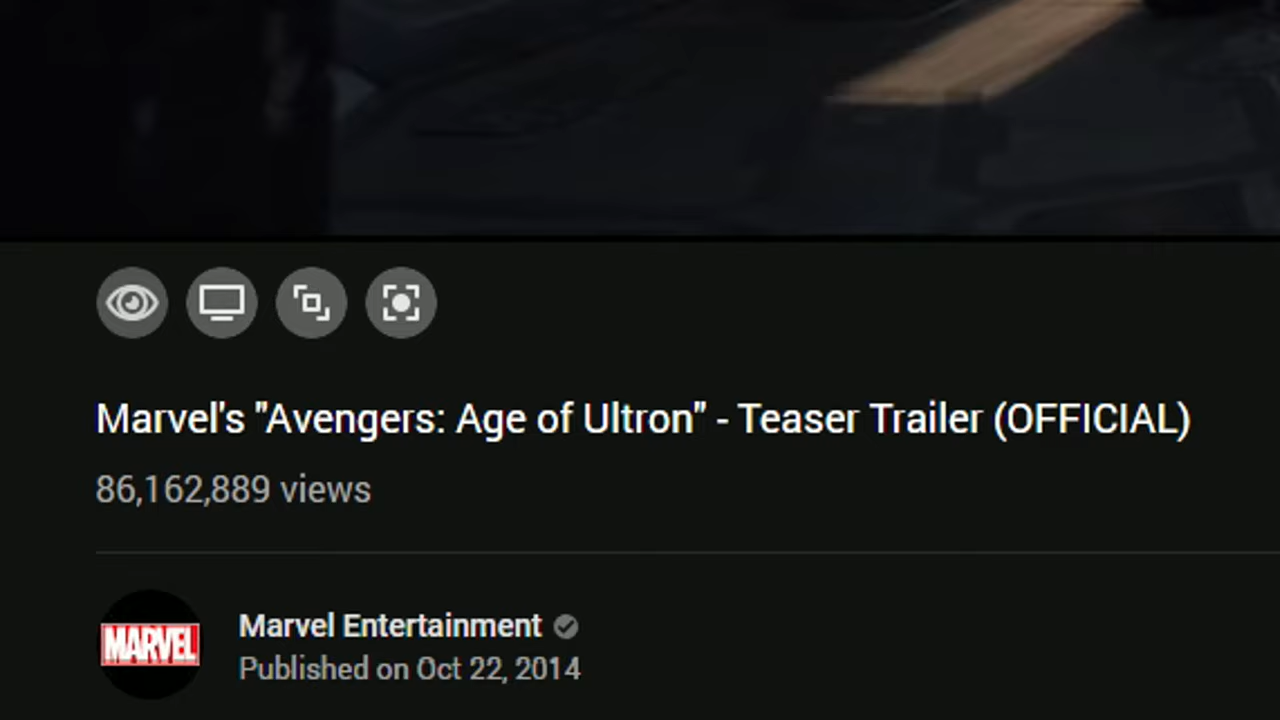 Marvel's "Avengers: Age of Ultron" - Teaser Trailer (OFFICIAL)
86,162,889 views
MARVEL
Marvel Entertainment
Published on Oct 22, 2014